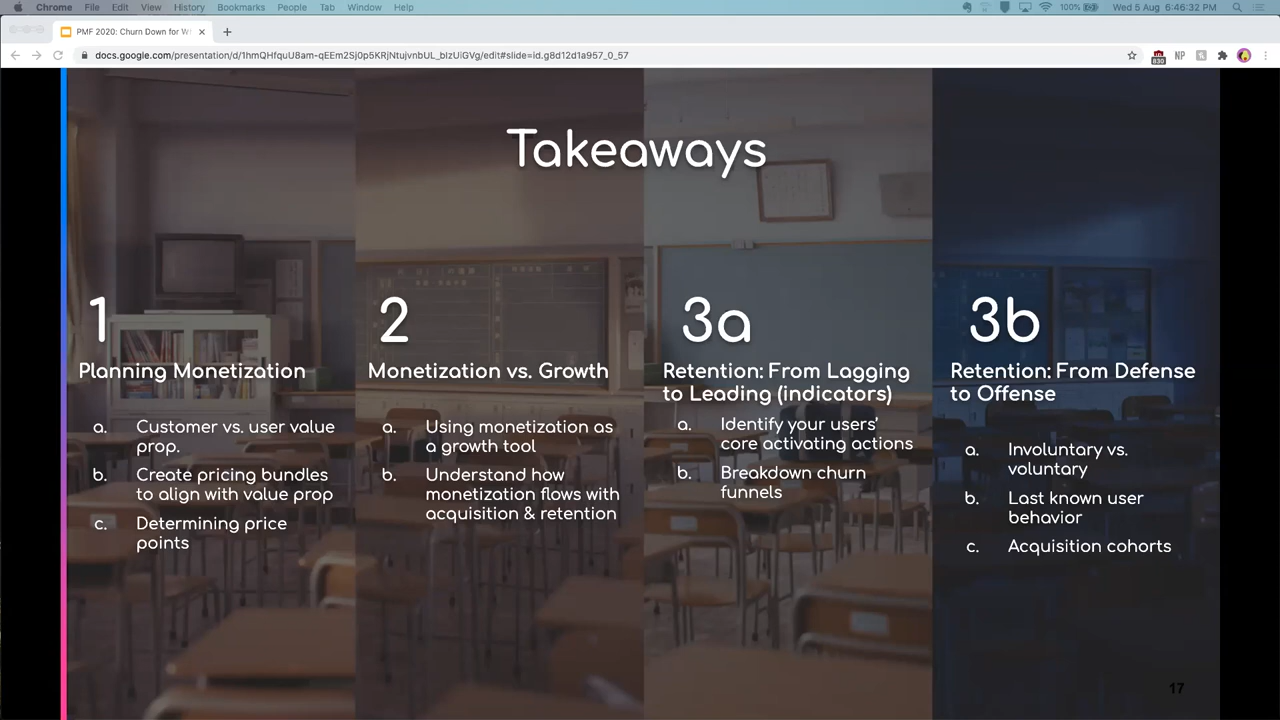 Chrome File Edit View History Bookmarks People Tab Window Help 100% Wed 5 Aug 6:46:32 PM
PMF 2020: Churn Down for W
docs.google.com/presentation/d/1hmQHfquU8am-qEEm2Sj0p5KRjNtujvnbUL_bIzUiGVg/edit#slide=id.g8d12d1a957_0_57
830 NP
Takeaways
1
Planning Monetization
a. Customer vs. user value
prop.
b. Create pricing bundles
to align with value prop
c. Determining price
points
2
Monetization vs. Growth
a. Using monetization as
a growth tool
b. Understand how
monetization flows with
acquisition & retention
3a
Retention: From Lagging
to Leading (indicators)
a. Identify your users'
core activating actions
b. Breakdown churn
funnels
3b
Retention: From Defense
to Offense
a. Involuntary vs.
voluntary
b. Last known user
behavior
c. Acquisition cohorts
17